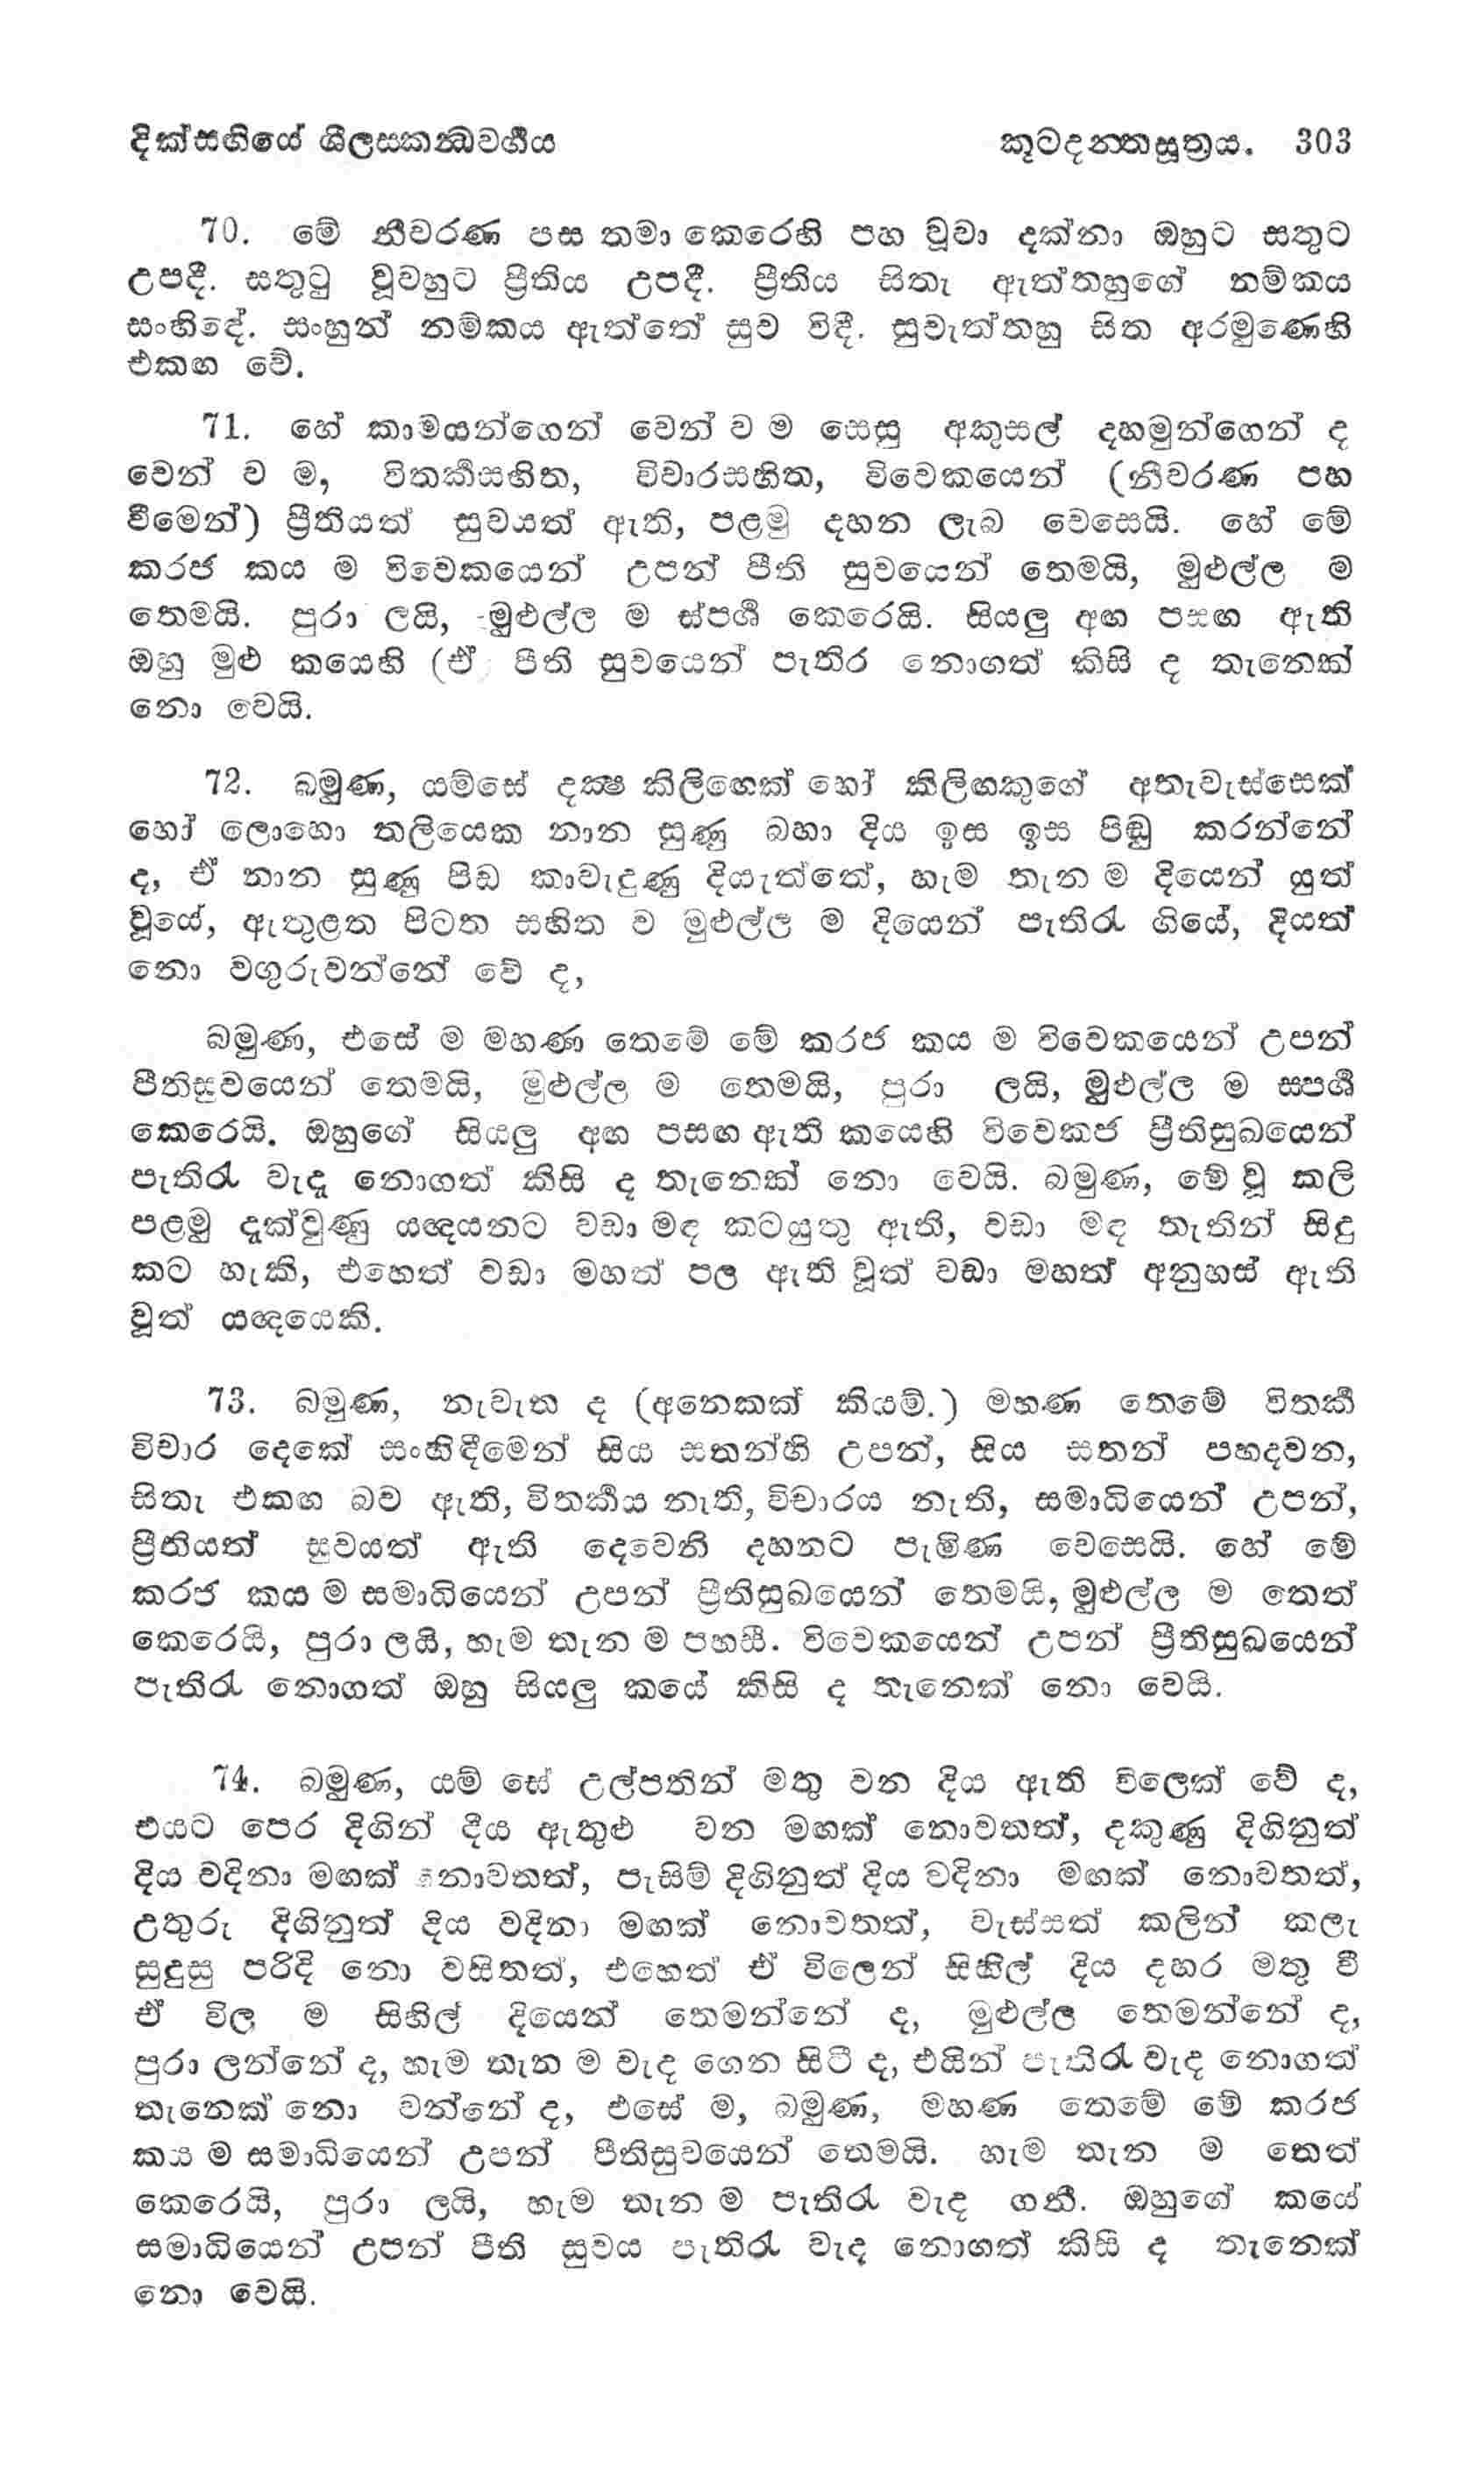 දික්සඟියේ ශීලසකන්‍ධවර්‍ගය කූටදන්‍තසූත්‍රය. 303
70. මේ නීවරණ පස තමා කෙරෙහි පහ වූවා දක්නා ඔහුට සතුට
උපදී. සතුටු වූවහුට ප්‍රීතිය උපදී. ප්‍රීතිය සිතැ ඇත්තහුගේ නම්කය
සංහිඳේ. සංහුන් නම්කය ඇත්තේ සුව විඳී. සුවැත්තහු සිත අරමුණෙහි
එකඟ වේ.
71. හේ කාමයන්ගෙන් වෙන් ව ම සෙසු අකුසල් දහමුන්ගෙන් ද
වෙන් ව ම, විතර්‍කසහිත, විචාරසහිත, විවෙකයෙන් (නීවරණ පහ
වීමෙන්) ප්‍රීතියත් සුවයත් ඇති, පළමු දහන ලැබ වෙසෙයි. හේ මේ
කරජ කය ම විවෙකයෙන් උපන් පීති සුවයෙන් තෙමයි, මුළුල්ල ම
තෙමයි. පුරා ලයි, මුළුල්ල ම ස්පර්‍ශ කෙරෙයි. සියලු අඟ පසඟ ඇති
ඔහු මුළු කයෙහි (ඒ) පීති සුවයෙන් පැතිර නොගත් කිසි ද තැනෙක්
නො වෙයි.
72. බමුණ, යම්සේ දක්‍ෂ කිලිඟෙක් හෝ කිලිඟකුගේ අතැවැස්සෙක්
හෝ ලොහො තලියෙක නාන සුණු බහා දිය ඉස ඉස පිඬු කරන්නේ
ද, ඒ නාන සුණු පිඩ කාවැදුණු දියැත්තේ, හැම තැන ම දියෙන් යුත්
වූයේ, ඇතුළත පිටත සහිත ව මුළුල්ල ම දියෙන් පැතිරැ ගියේ, දියත්
නො වගුරුවන්නේ වේ ද,
බමුණ, එසේ ම මහණ තෙමේ මේ කරජ කය ම විවෙකයෙන් උපන්
පීතිසුවයෙන් තෙමයි, මුළුල්ල ම තෙමයි, පුරා ලයි, මුළුල්ල ම ස්පර්‍ශ
කෙරෙයි. ඔහුගේ සියලු අඟ පසඟ ඇති කයෙහි විවෙකජ ප්‍රීතිසුඛයෙන්
පැතිරැ වැදෑ නොගත් කිසි ද තැනෙක් නො වෙයි. බමුණ, මේ වූ කලි
පළමු දැක්වුණු යඥයනට වඩා මඳ කටයුතු ඇති, වඩා මඳ තැතින් සිදු
කට හැකි, එහෙත් වඩා මහත් පල ඇති වූත් වඩා මහත් අනුහස් ඇති
වූත් යඥයෙකි.
73. බමුණ, නැවැත ද (අනෙකක් කියම්.) මහණ තෙමේ විතර්‍ක
විචාර දෙකේ සංහිඳීමෙන් සිය සතන්හි උපන්, සිය සතන් පහදවන,
සිතැ එකඟ බව ඇති, විතර්‍කය නැති, විචාරය නැති, සමාධියෙන් උපන්,
ප්‍රීතියත් සුවයත් ඇති දෙවෙනි දහනට පැමිණ වෙසෙයි. හේ මේ
කරජ කය ම සමාධියෙන් උපන් ප්‍රීතිසුඛයෙන් තෙමයි, මුළුල්ල ම තෙත්
කෙරෙයි, පුරා ලයි, හැම තැන ම පහසී. විවෙකයෙන් උපන් ප්‍රීතිසුඛයෙන්
පැතිරැ නොගත් ඔහු සියලු කයේ කිසි ද තැනෙක් නො වෙයි.
74. බමුණ, යම් සේ උල්පතින් මතු වන දිය ඇති විලෙක් වේ ද,
එයට පෙර දිගින් දිය ඇතුළු වන මඟක් නොවතත්, දකුණු දිගිනුත්
දිය වදිනා මඟක් නොවතත්, පැසිම් දිගිනුත් දිය වදිනා මඟක් නොවතත්,
උතුරු දිගිනුත් දිය වදිනා මඟක් නොවතත්, වැස්සත් කලින් කලැ
සුදුසු පරිදි නො වසිතත්, එහෙත් ඒ විලෙන් සිහිල් දිය දහර මතු වී
ඒ විල ම සිහිල් දියෙන් තෙමන්නේ ද, මුළුල්ල තෙමන්නේ ද,
පුරා ලන්නේ ද, හැම තැන ම වැද ගෙන සිටී ද, එයින් පැතිරැ වැද නොගත්
තැනෙක් නො වන්නේ ද, එසේ ම, බමුණ, මහණ තෙමේ මේ කරජ
කය ම සමාධියෙන් උපන් පීතිසුවයෙන් තෙමයි. හැම තැන ම තෙත්
කෙරෙයි, පුරා ලයි, හැම තැන ම පැතිරැ වැද ගනී. ඔහුගේ කයේ
සමාධියෙන් උපන් පීති සුවය පැතිරැ වැද නොගත් කිසි ද තැනෙක්
නො වෙයි.